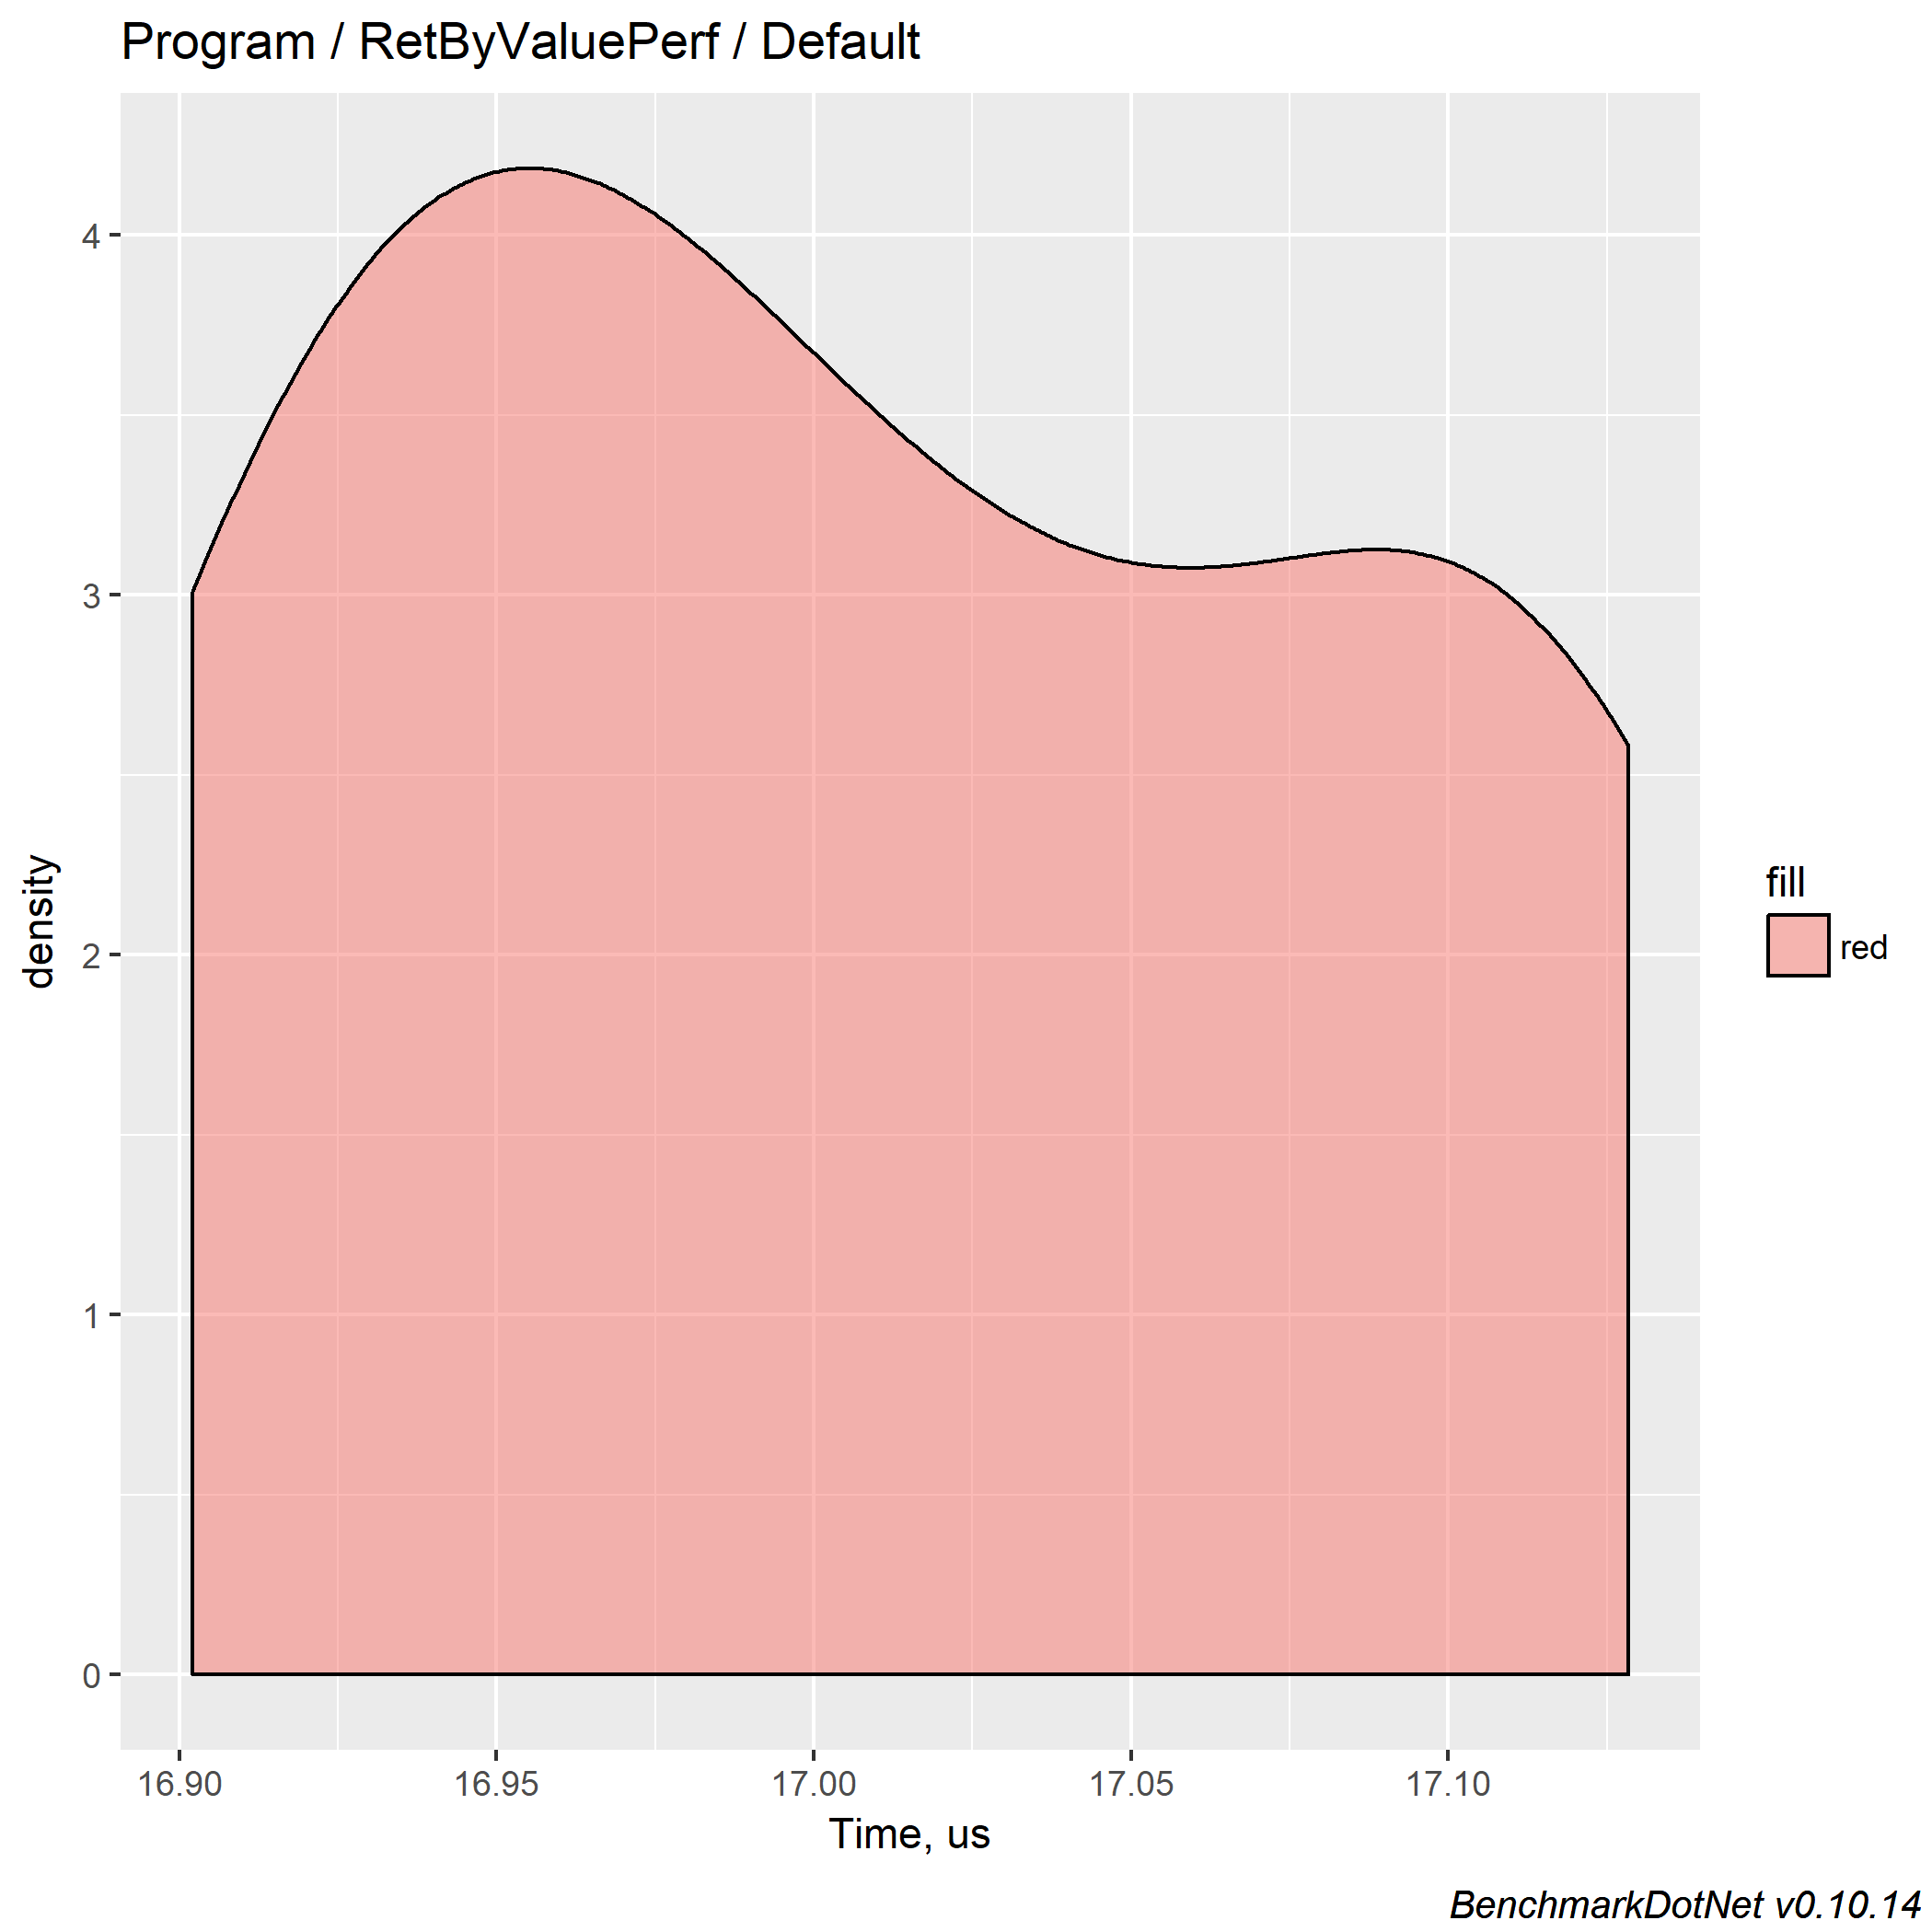 Program / RetByValuePerf / Default
4
3
2
1
0
density
16.90 16.95 17.00 17.05 17.10
Time, us
fill
red
BenchmarkDotNet v0.10.14